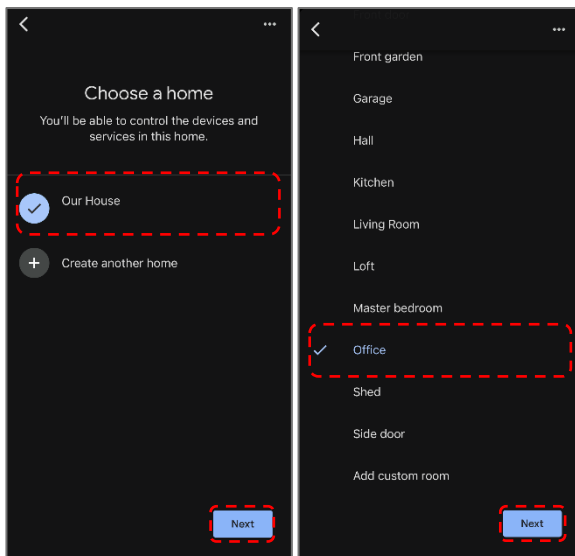 Choose a home
You'll be able to control the devices and
services in this home.
Our House
Create another home
Next
Front garden
Garage
Hall
Kitchen
Living Room
Loft
Master bedroom
Office
Shed
Side door
Add custom room
Next